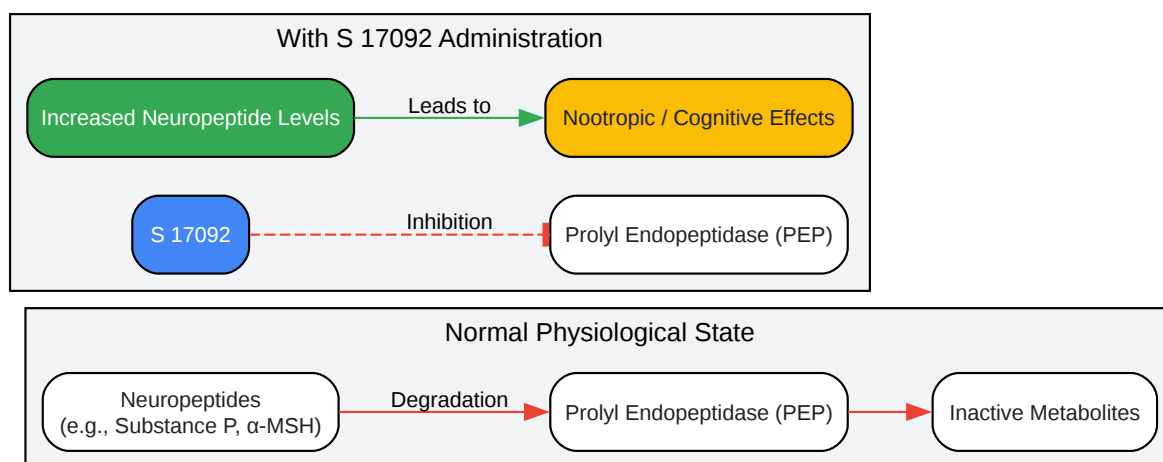 With S 17092 Administration
Increased Neuropeptide Levels
Leads to
Nootropic / Cognitive Effects
S 17092
Inhibition
Prolyl Endopeptidase (PEP)
Normal Physiological State
Neuropeptides
(e.g., Substance P, α-MSH)
Degradation
Prolyl Endopeptidase (PEP)
Inactive Metabolites